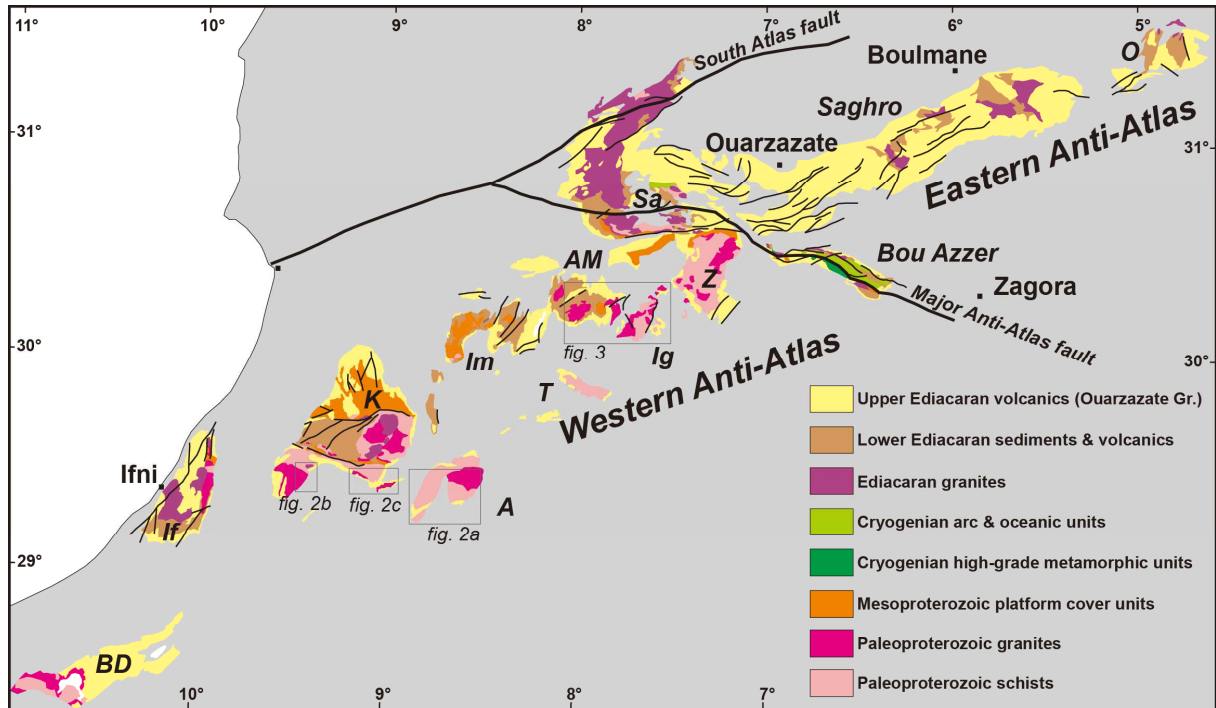 11° 10° 9° 8° 7° 6° 5°
South Atlas fault
Boulmane
O
Saghro
31° 31°
Ouarzazate
Eastern Anti-Atlas
Sa
Bou Azzer
AM
Z
Zagora
Major Anti-Atlas fault
30° 30°
Im
fig. 3
Ig
Western Anti-Atlas
T
K
Ifni
If
fig. 2b
fig. 2c
fig. 2a
A
29°
BD
Upper Ediacaran volcanics (Ouarzazate Gr.)
Lower Ediacaran sediments & volcanics
Ediacaran granites
Cryogenian arc & oceanic units
Cryogenian high-grade metamorphic units
Mesoproterozoic platform cover units
Paleoproterozoic granites
Paleoproterozoic schists
10° 9° 8° 7°